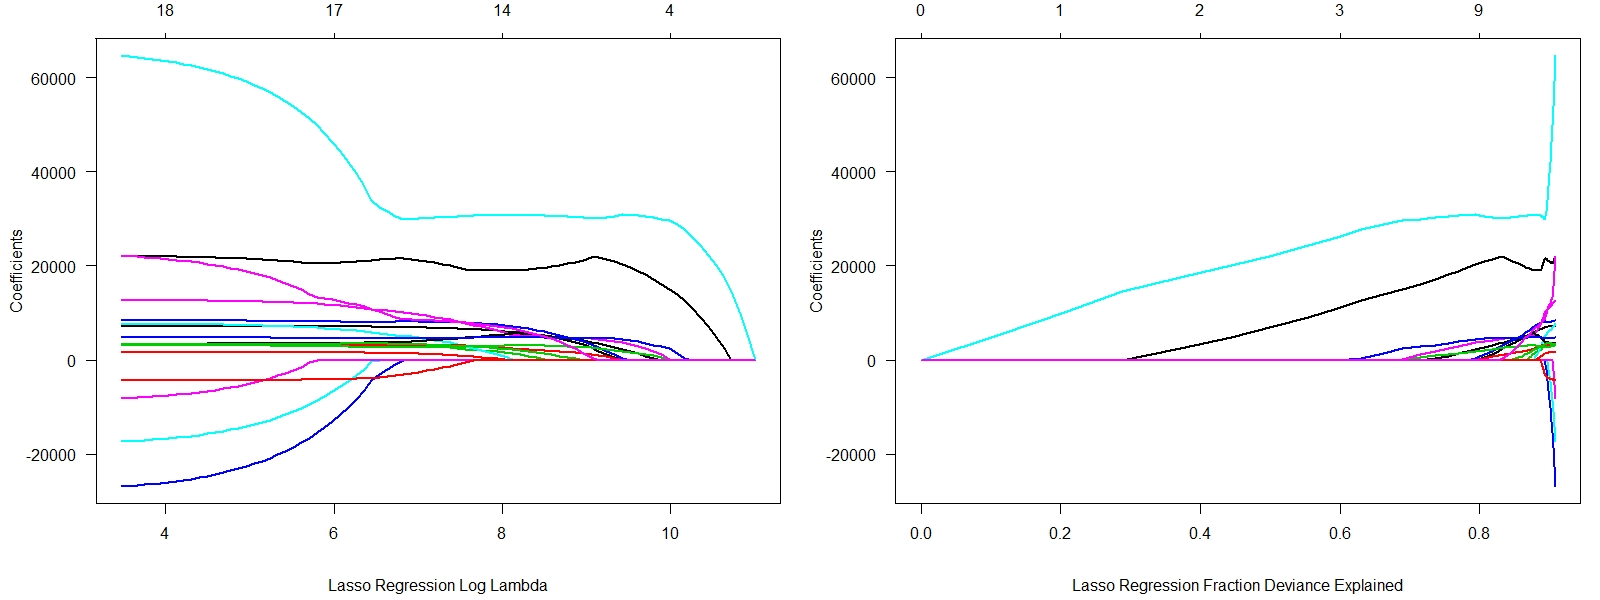 18 17 14 4
60000
40000
20000
0
-20000
Coefficients
4 6 8 10
Lasso Regression Log Lambda
0 1 2 3 9
60000
40000
20000
0
-20000
Coefficients
0.0 0.2 0.4 0.6 0.8
Lasso Regression Fraction Deviance Explained